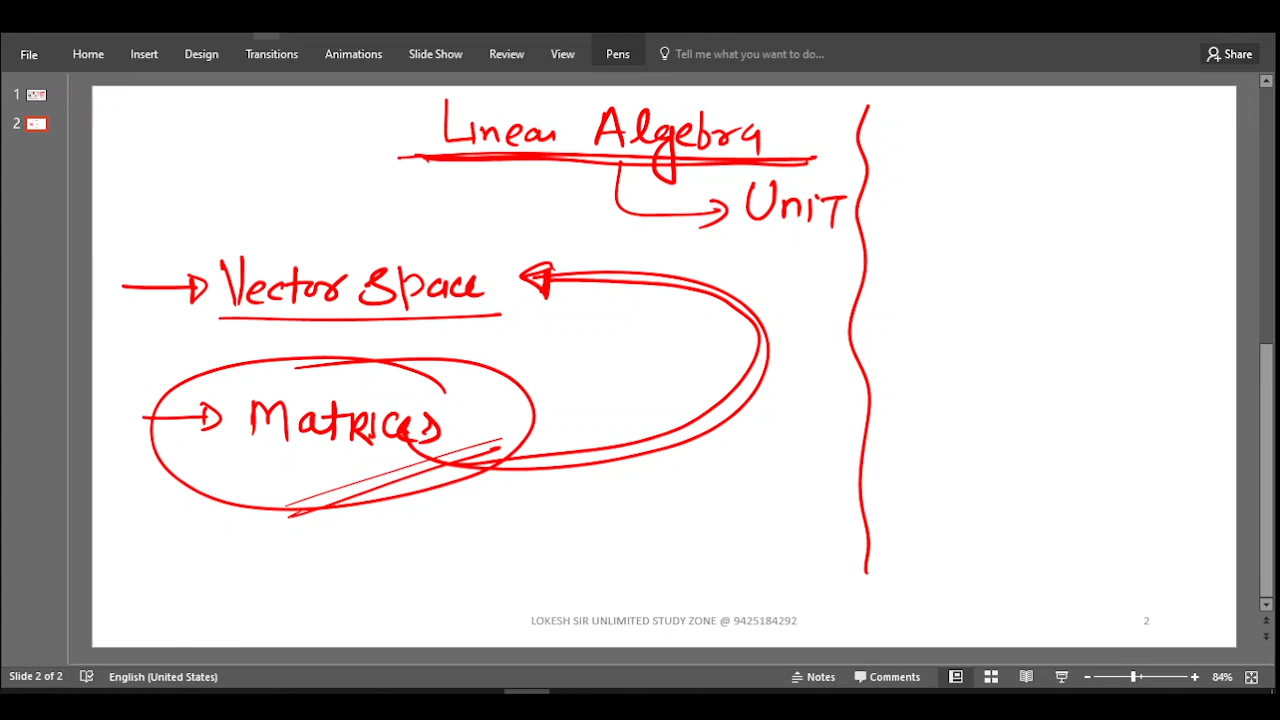 File Home Insert Design Transitions Animations Slide Show Review View Pens Tell me what you want to do... Share
1
2
Linear Algebra
UNIT
Vector space
Matrices
LOKESH SIR UNLIMITED STUDY ZONE @ 9425184292 2
Slide 2 of 2 English (United States) Notes Comments 84%